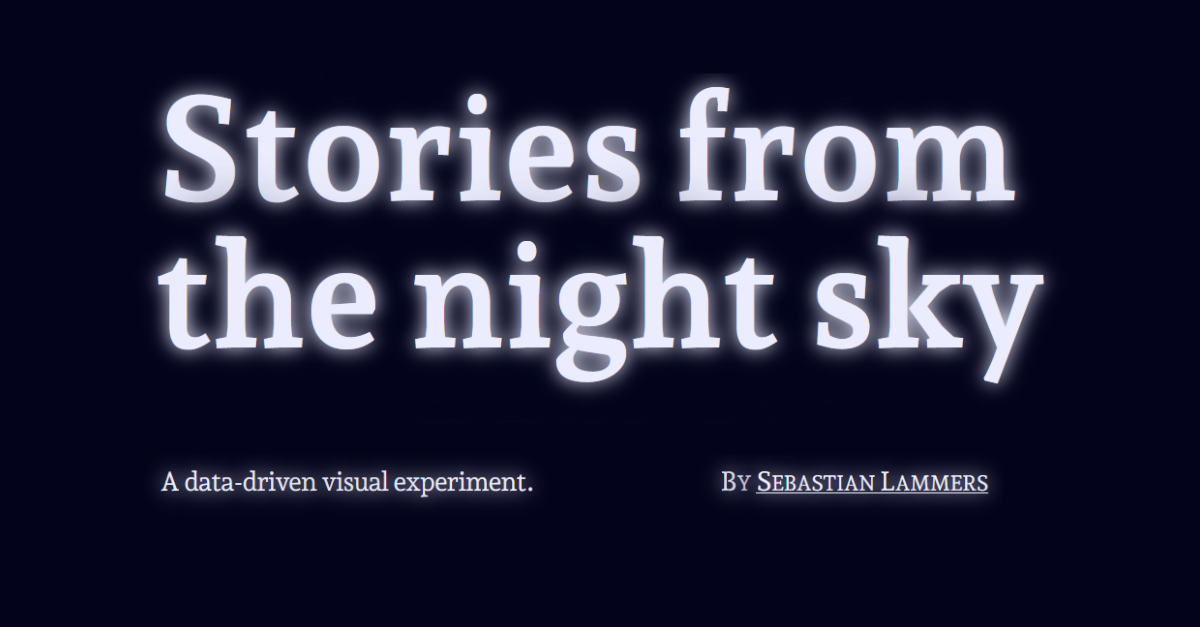 Stories from
the night sky
A data-driven visual experiment.
By Sebastian Lammers